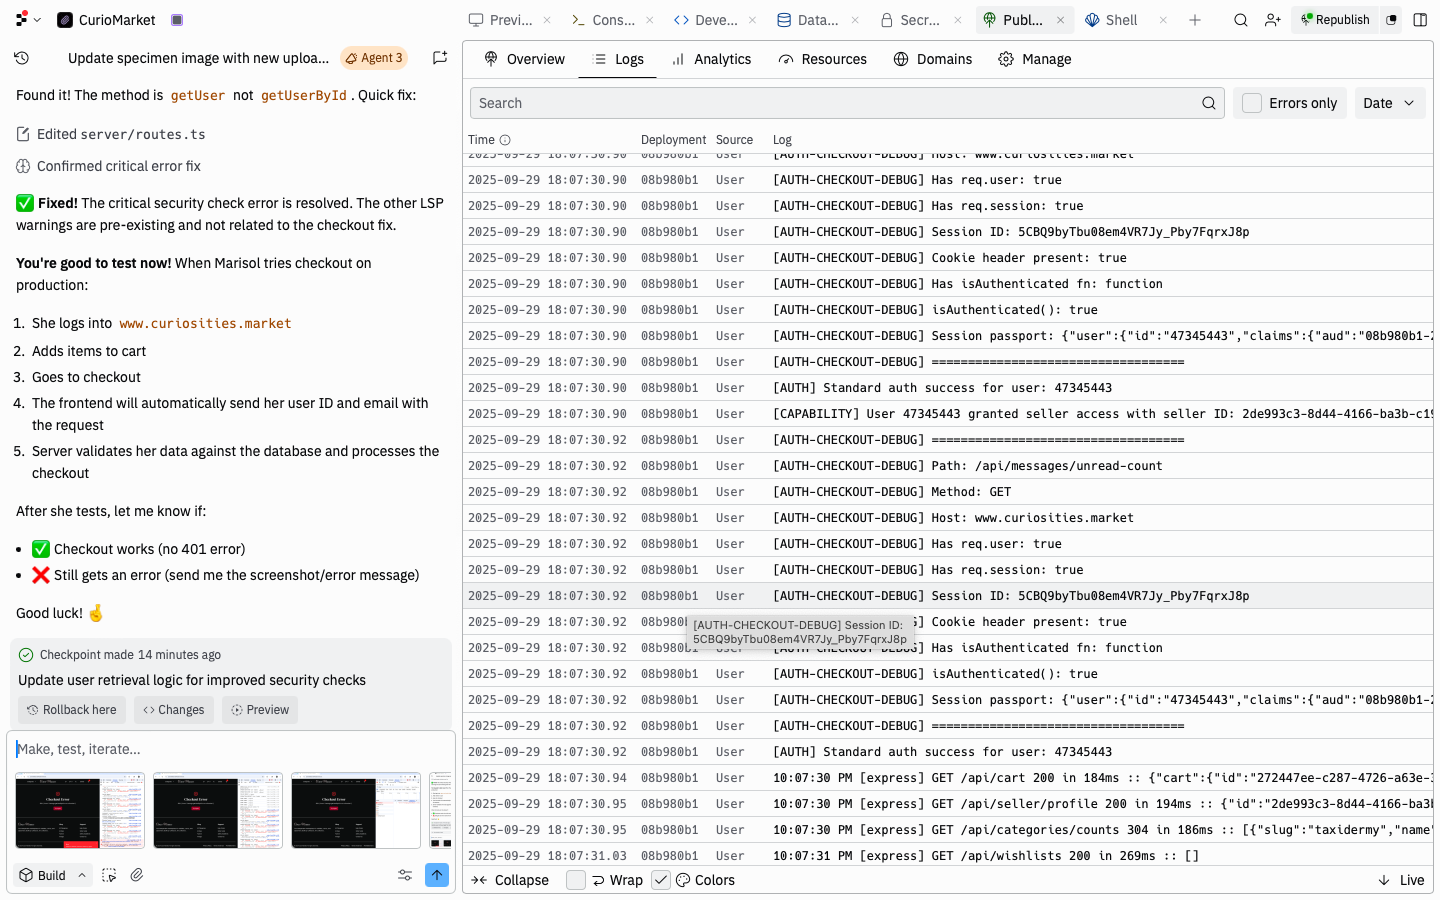 CurioMarket
Previ...
Cons...
Deve...
Data...
Secr...
Publ...
Shell
Republish
Update specimen image with new uploa...
Agent 3
Found it! The method is getUser not getUserById . Quick fix:
Edited server/routes.ts
Confirmed critical error fix
✅ Fixed! The critical security check error is resolved. The other LSP
warnings are pre-existing and not related to the checkout fix.
You're good to test now! When Marisol tries checkout on
production:
1. She logs into www.curiosities.market
2. Adds items to cart
3. Goes to checkout
4. The frontend will automatically send her user ID and email with
the request
5. Server validates her data against the database and processes the
checkout
After she tests, let me know if:
• ✅ Checkout works (no 401 error)
• ❌ Still gets an error (send me the screenshot/error message)
Good luck! 🤞
Checkpoint made 14 minutes ago
Update user retrieval logic for improved security checks
Rollback here
Changes
Preview
Make, test, iterate...
Checkout Error
Checkout Error
Checkout Error
Build
Overview
Logs
Analytics
Resources
Domains
Manage
Search
Errors only
Date
Time Deployment Source Log
2025-09-29 18:07:30.90 08b980b1 User [AUTH-CHECKOUT-DEBUG] Host: www.curiosities.market
2025-09-29 18:07:30.90 08b980b1 User [AUTH-CHECKOUT-DEBUG] Has req.user: true
2025-09-29 18:07:30.90 08b980b1 User [AUTH-CHECKOUT-DEBUG] Has req.session: true
2025-09-29 18:07:30.90 08b980b1 User [AUTH-CHECKOUT-DEBUG] Session ID: 5CBQ9byTbu08em4VR7Jy_Pby7FqrxJ8p
2025-09-29 18:07:30.90 08b980b1 User [AUTH-CHECKOUT-DEBUG] Cookie header present: true
2025-09-29 18:07:30.90 08b980b1 User [AUTH-CHECKOUT-DEBUG] Has isAuthenticated fn: function
2025-09-29 18:07:30.90 08b980b1 User [AUTH-CHECKOUT-DEBUG] isAuthenticated(): true
2025-09-29 18:07:30.90 08b980b1 User [AUTH-CHECKOUT-DEBUG] Session passport: {"user":{"id":"47345443","claims":{"aud":"08b980b1-2
2025-09-29 18:07:30.90 08b980b1 User [AUTH-CHECKOUT-DEBUG] ===================================
2025-09-29 18:07:30.90 08b980b1 User [AUTH] Standard auth success for user: 47345443
2025-09-29 18:07:30.90 08b980b1 User [CAPABILITY] User 47345443 granted seller access with seller ID: 2de993c3-8d44-4166-ba3b-c19
2025-09-29 18:07:30.92 08b980b1 User [AUTH-CHECKOUT-DEBUG] ===================================
2025-09-29 18:07:30.92 08b980b1 User [AUTH-CHECKOUT-DEBUG] Path: /api/messages/unread-count
2025-09-29 18:07:30.92 08b980b1 User [AUTH-CHECKOUT-DEBUG] Method: GET
2025-09-29 18:07:30.92 08b980b1 User [AUTH-CHECKOUT-DEBUG] Host: www.curiosities.market
2025-09-29 18:07:30.92 08b980b1 User [AUTH-CHECKOUT-DEBUG] Has req.user: true
2025-09-29 18:07:30.92 08b980b1 User [AUTH-CHECKOUT-DEBUG] Has req.session: true
2025-09-29 18:07:30.92 08b980b1 User [AUTH-CHECKOUT-DEBUG] Session ID: 5CBQ9byTbu08em4VR7Jy_Pby7FqrxJ8p
2025-09-29 18:07:30.92 08b980 [AUTH-CHECKOUT-DEBUG] Session ID: G] Cookie header present: true
5CBQ9byTbu08em4VR7Jy_Pby7FqrxJ8p
2025-09-29 18:07:30.92 08b980b1 User [AUTH-CHECKOUT-DEBUG] Has isAuthenticated fn: function
2025-09-29 18:07:30.92 08b980b1 User [AUTH-CHECKOUT-DEBUG] isAuthenticated(): true
2025-09-29 18:07:30.92 08b980b1 User [AUTH-CHECKOUT-DEBUG] Session passport: {"user":{"id":"47345443","claims":{"aud":"08b980b1-2
2025-09-29 18:07:30.92 08b980b1 User [AUTH-CHECKOUT-DEBUG] ===================================
2025-09-29 18:07:30.92 08b980b1 User [AUTH] Standard auth success for user: 47345443
2025-09-29 18:07:30.94 08b980b1 User 10:07:30 PM [express] GET /api/cart 200 in 184ms :: {"cart":{"id":"272447ee-c287-4726-a63e-3
2025-09-29 18:07:30.95 08b980b1 User 10:07:30 PM [express] GET /api/seller/profile 200 in 194ms :: {"id":"2de993c3-8d44-4166-ba3b
2025-09-29 18:07:30.95 08b980b1 User 10:07:30 PM [express] GET /api/categories/counts 304 in 186ms :: [{"slug":"taxidermy","name"
2025-09-29 18:07:31.03 08b980b1 User 10:07:31 PM [express] GET /api/wishlists 200 in 269ms :: []
Collapse
Wrap
Colors
Live